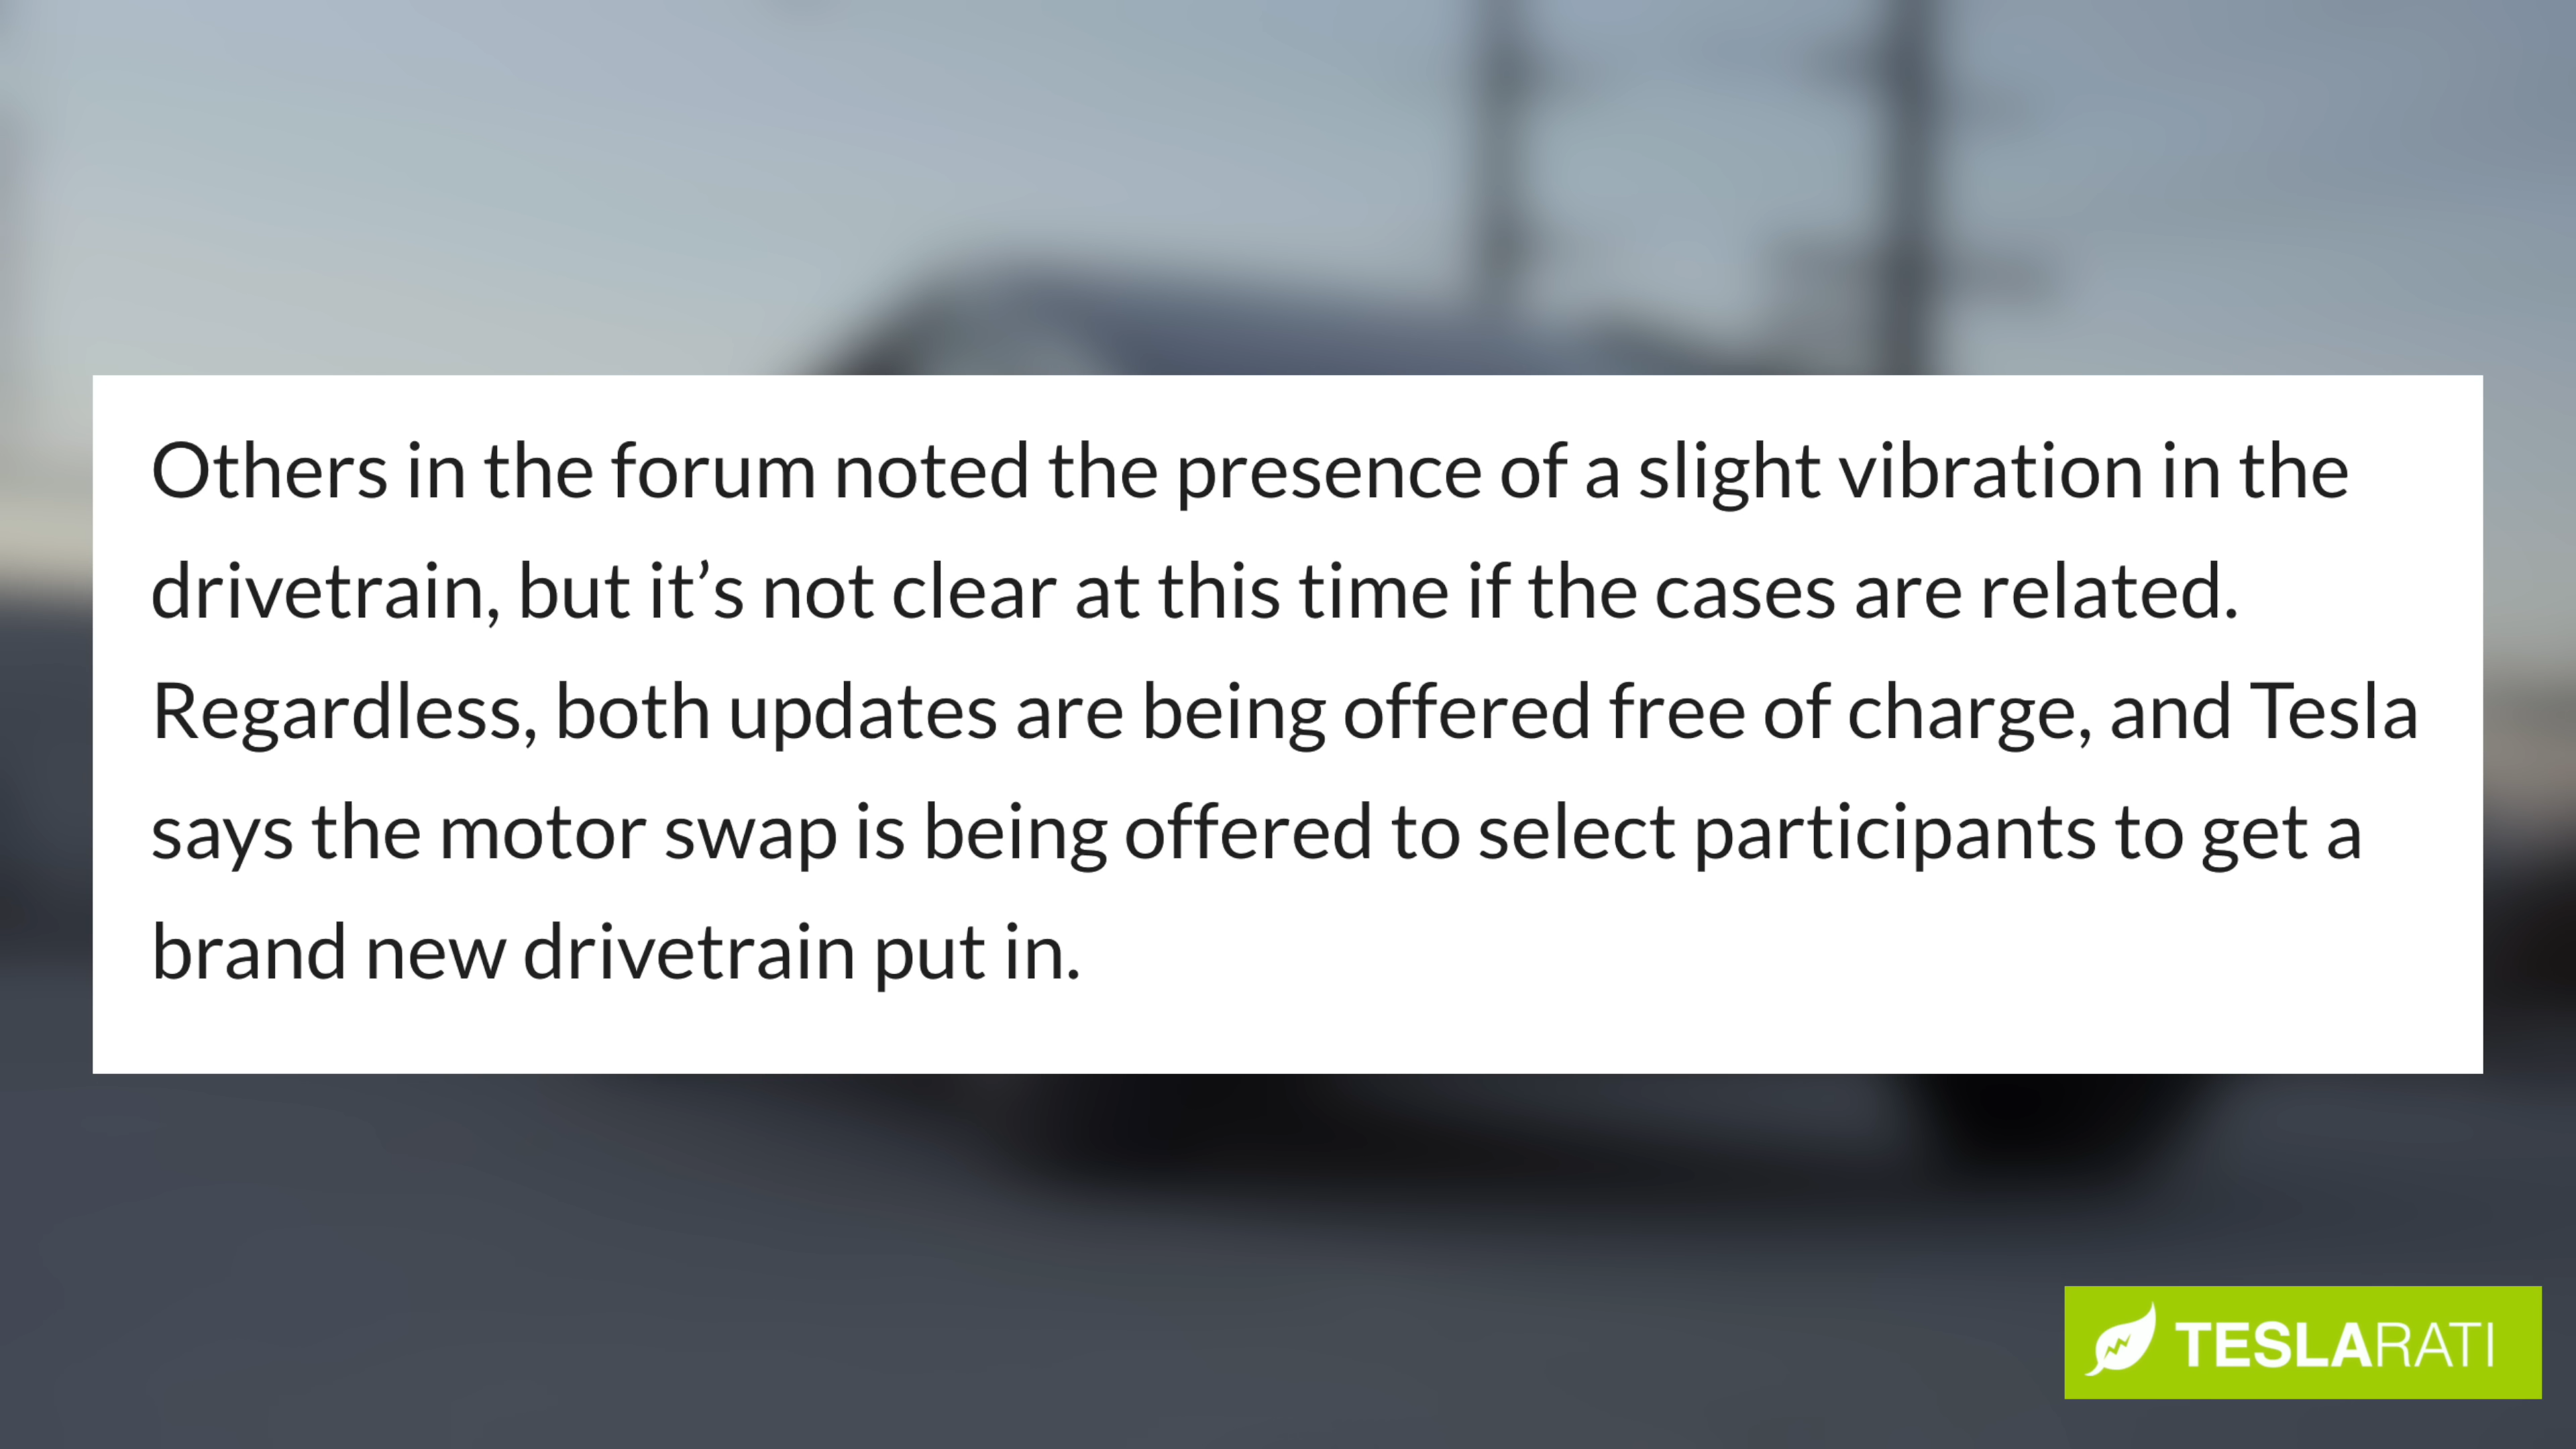 Others in the forum noted the presence of a slight vibration in the
drivetrain, but it’s not clear at this time if the cases are related.
Regardless, both updates are being offered free of charge, and Tesla
says the motor swap is being offered to select participants to get a
brand new drivetrain put in.
TESLARATI